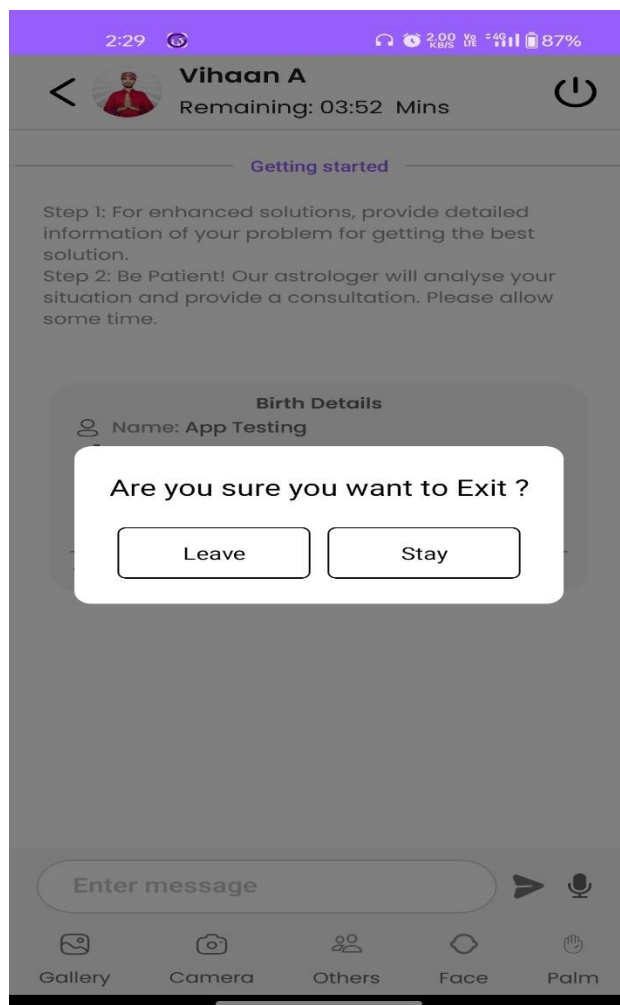 2:29 2.00 KB/S Vo LTE 4G 87%
Vihaan A
Remaining: 03:52 Mins
Getting started
Step 1: For enhanced solutions, provide detailed
information of your problem for getting the best
solution.
Step 2: Be Patient! Our astrologer will analyse your
situation and provide a consultation. Please allow
some time.
Birth Details
Name: App Testing
Are you sure you want to Exit ?
Leave Stay
Enter message
Gallery Camera Others Face Palm